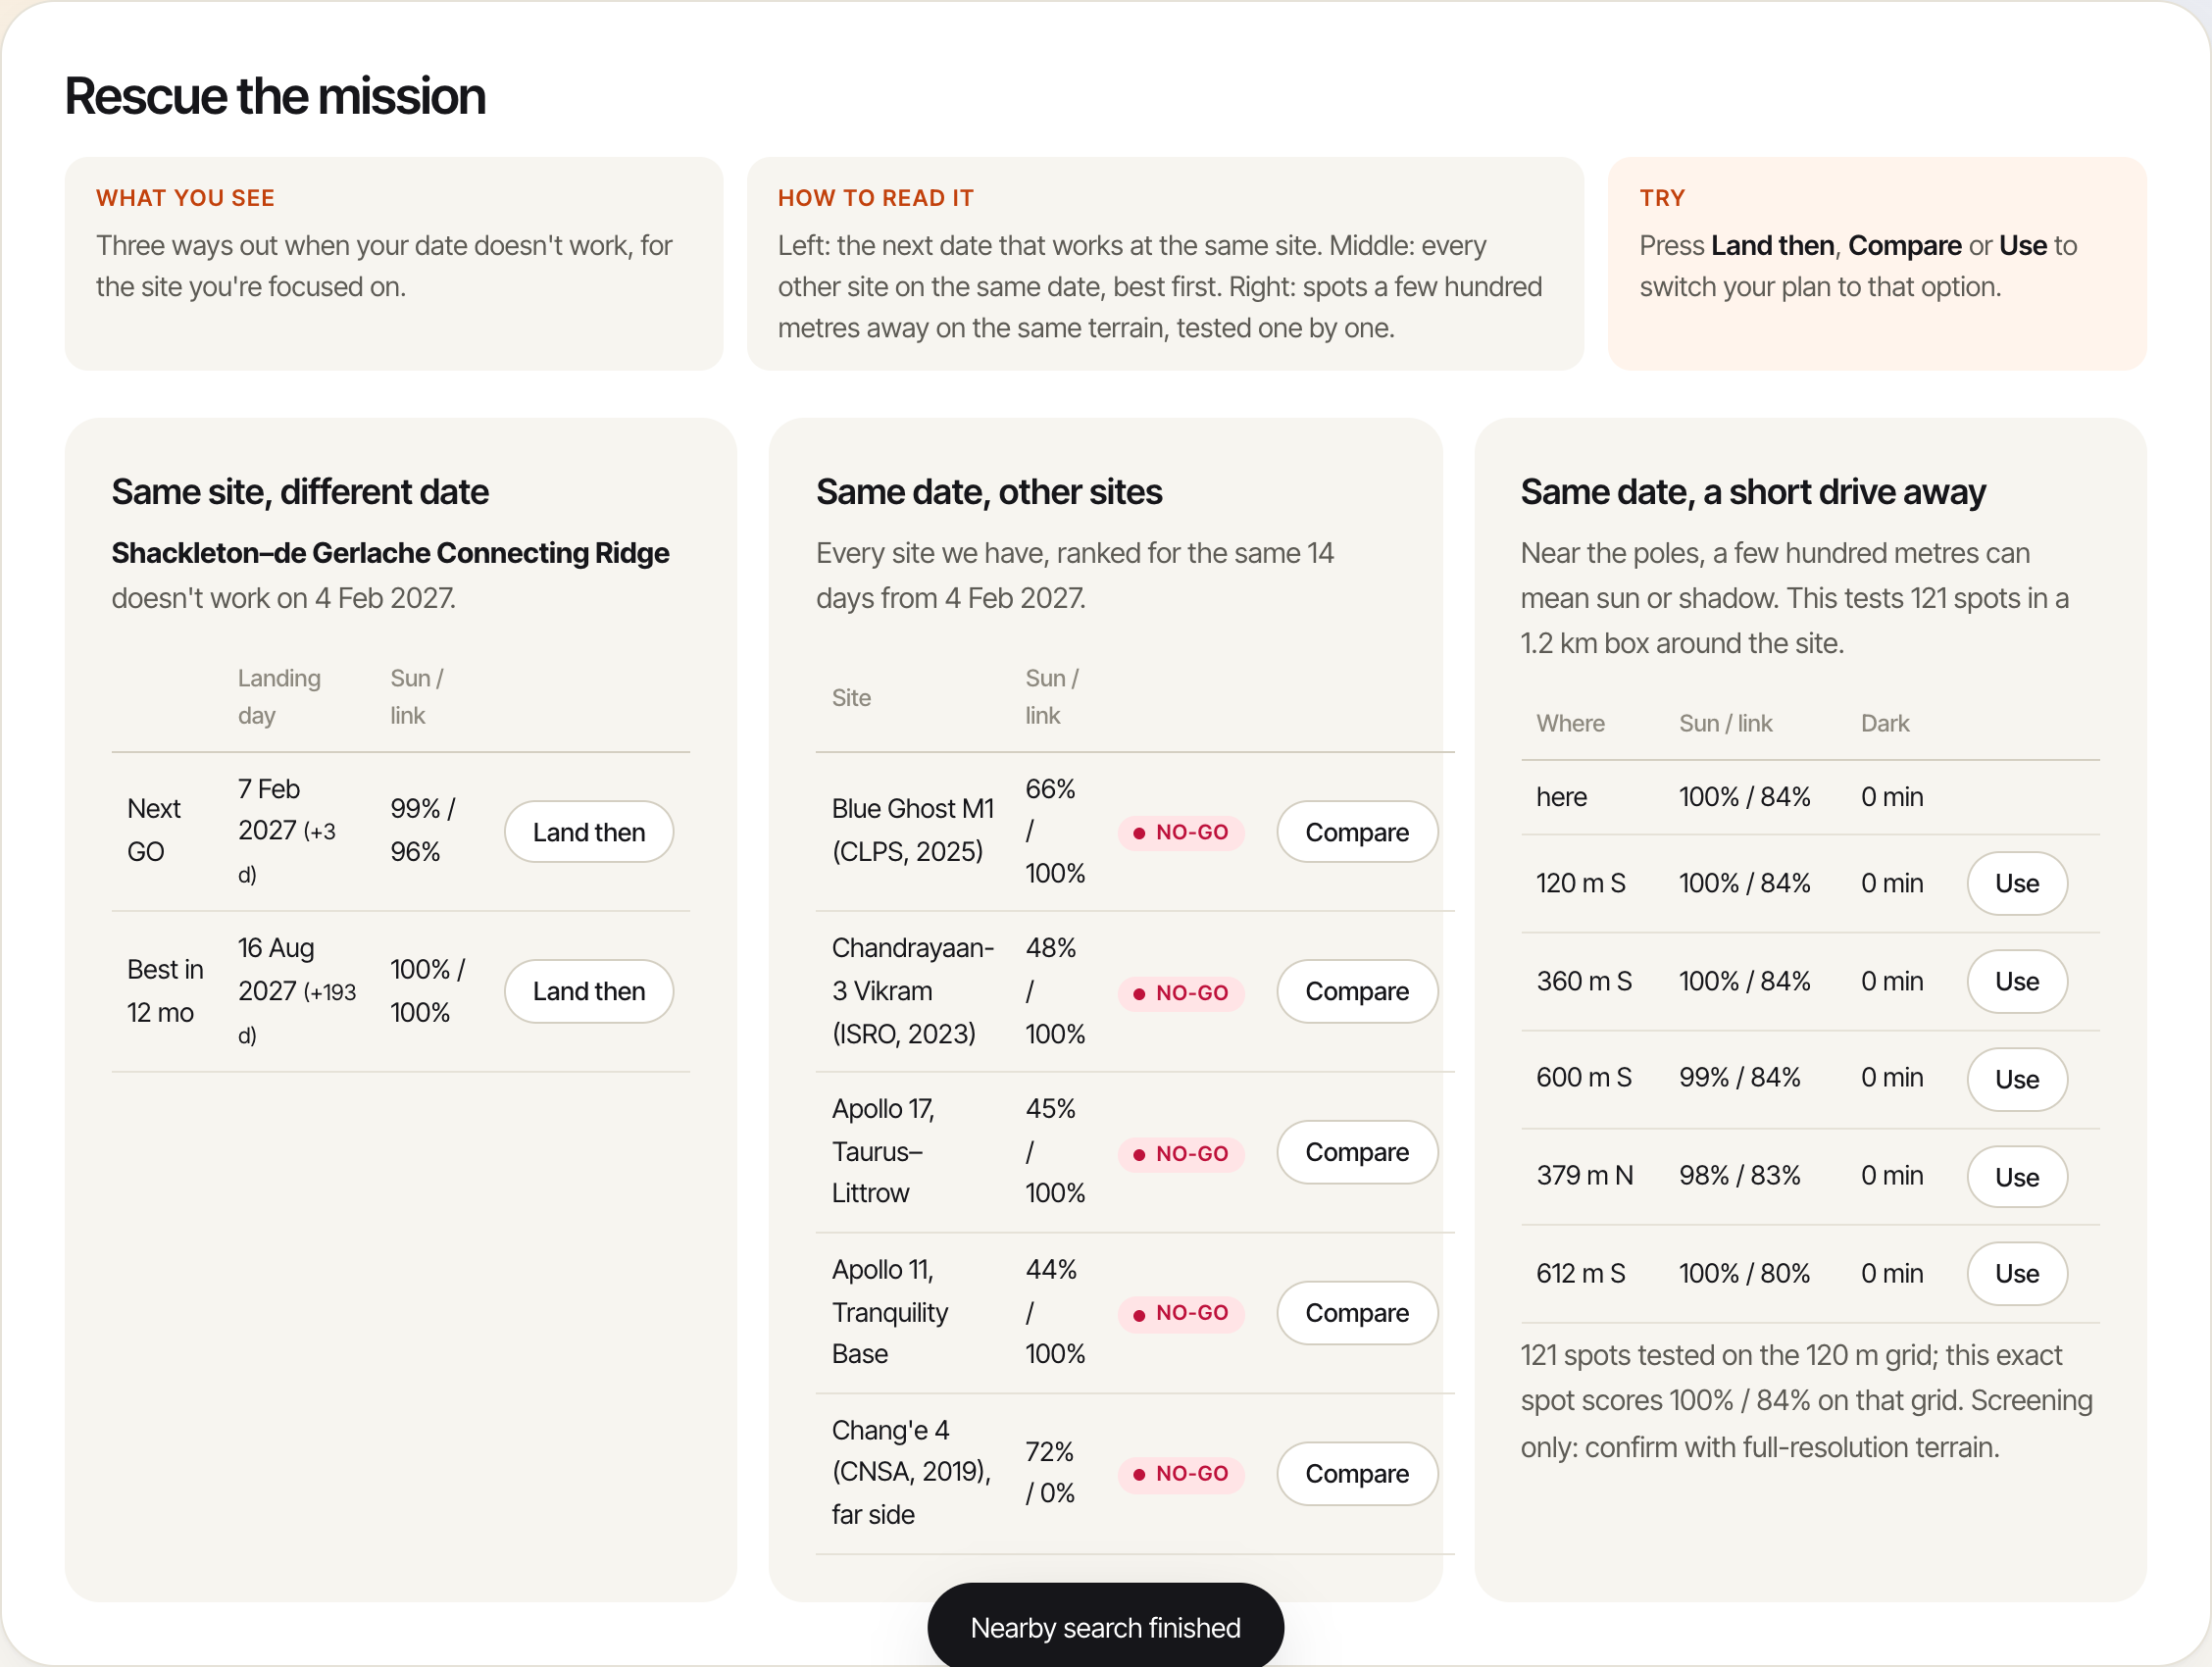 Rescue the mission
WHAT YOU SEE
Three ways out when your date doesn't work, for
the site you're focused on.
HOW TO READ IT
Left: the next date that works at the same site. Middle: every
other site on the same date, best first. Right: spots a few hundred
metres away on the same terrain, tested one by one.
TRY
Press Land then, Compare or Use to
switch your plan to that option.
Same site, different date
Shackleton–de Gerlache Connecting Ridge
doesn't work on 4 Feb 2027.
Landing
day
Sun /
link
Next
GO
7 Feb
2027 (+3
d)
99% /
96%
Land then
Best in
12 mo
16 Aug
2027 (+193
d)
100% /
100%
Land then
Same date, other sites
Every site we have, ranked for the same 14
days from 4 Feb 2027.
Site
Sun /
link
Blue Ghost M1
(CLPS, 2025)
66%
/
100%
NO-GO
Compare
Chandrayaan-
3 Vikram
(ISRO, 2023)
48%
/
100%
NO-GO
Compare
Apollo 17,
Taurus–
Littrow
45%
/
100%
NO-GO
Compare
Apollo 11,
Tranquility
Base
44%
/
100%
NO-GO
Compare
Chang'e 4
(CNSA, 2019),
far side
72%
/ 0%
NO-GO
Compare
Same date, a short drive away
Near the poles, a few hundred metres can
mean sun or shadow. This tests 121 spots in a
1.2 km box around the site.
Where Sun / link Dark
here 100% / 84% 0 min
120 m S 100% / 84% 0 min Use
360 m S 100% / 84% 0 min Use
600 m S 99% / 84% 0 min Use
379 m N 98% / 83% 0 min Use
612 m S 100% / 80% 0 min Use
121 spots tested on the 120 m grid; this exact
spot scores 100% / 84% on that grid. Screening
only: confirm with full-resolution terrain.
Nearby search finished